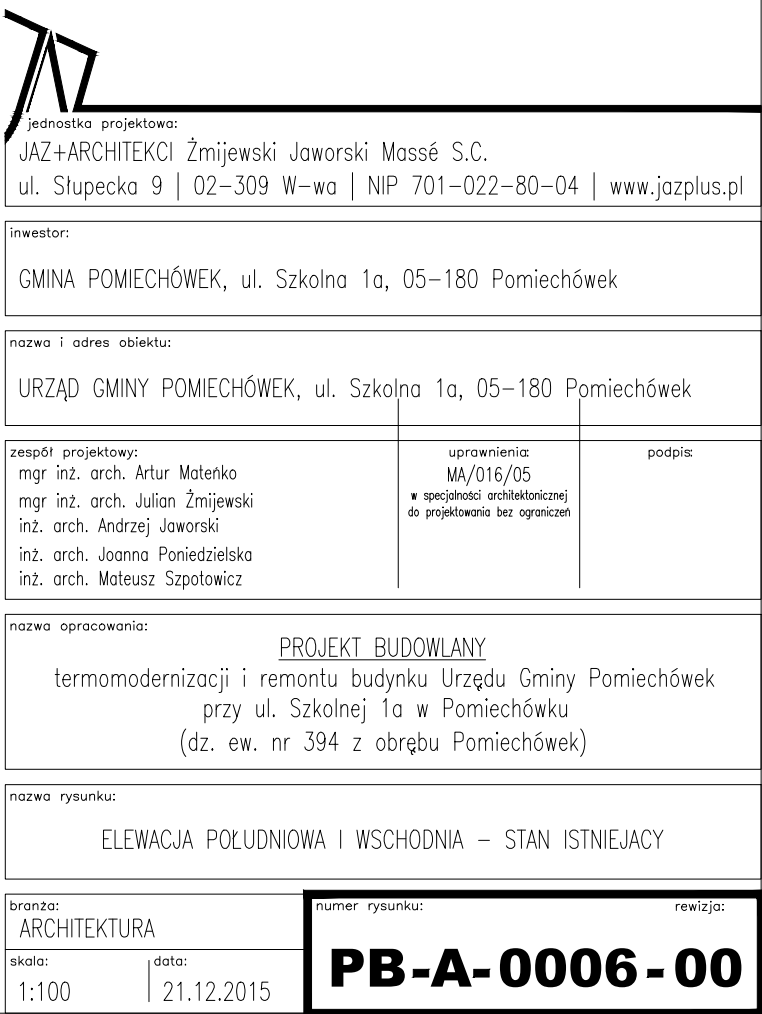 jednostka projektowa:
JAZ+ARCHITEKCI Żmijewski Jaworski Massé S.C.
ul. Słupecka 9 | 02-309 W-wa | NIP 701-022-80-04 | www.jazplus.pl
inwestor:
GMINA POMIECHÓWEK, ul. Szkolna 1a, 05-180 Pomiechówek
nazwa i adres obiektu:
URZĄD GMINY POMIECHÓWEK, ul. Szkolna 1a, 05-180 Pomiechówek
zespół projektowy:
mgr inż. arch. Artur Mateńko
mgr inż. arch. Julian Żmijewski
inż. arch. Andrzej Jaworski
inż. arch. Joanna Poniedzielska
inż. arch. Mateusz Szpotowicz
uprawnienia:
MA/016/05
w specjalności architektonicznej
do projektowania bez ograniczeń
podpis:
nazwa opracowania:
PROJEKT BUDOWLANY
termomodernizacji i remontu budynku Urzędu Gminy Pomiechówek
przy ul. Szkolnej 1a w Pomiechówku
(dz. ew. nr 394 z obrębu Pomiechówek)
nazwa rysunku:
ELEWACJA POŁUDNIOWA I WSCHODNIA - STAN ISTNIEJACY
branża:
ARCHITEKTURA
skala:
1:100
data:
21.12.2015
numer rysunku:
rewizja:
PB-A-0006-00